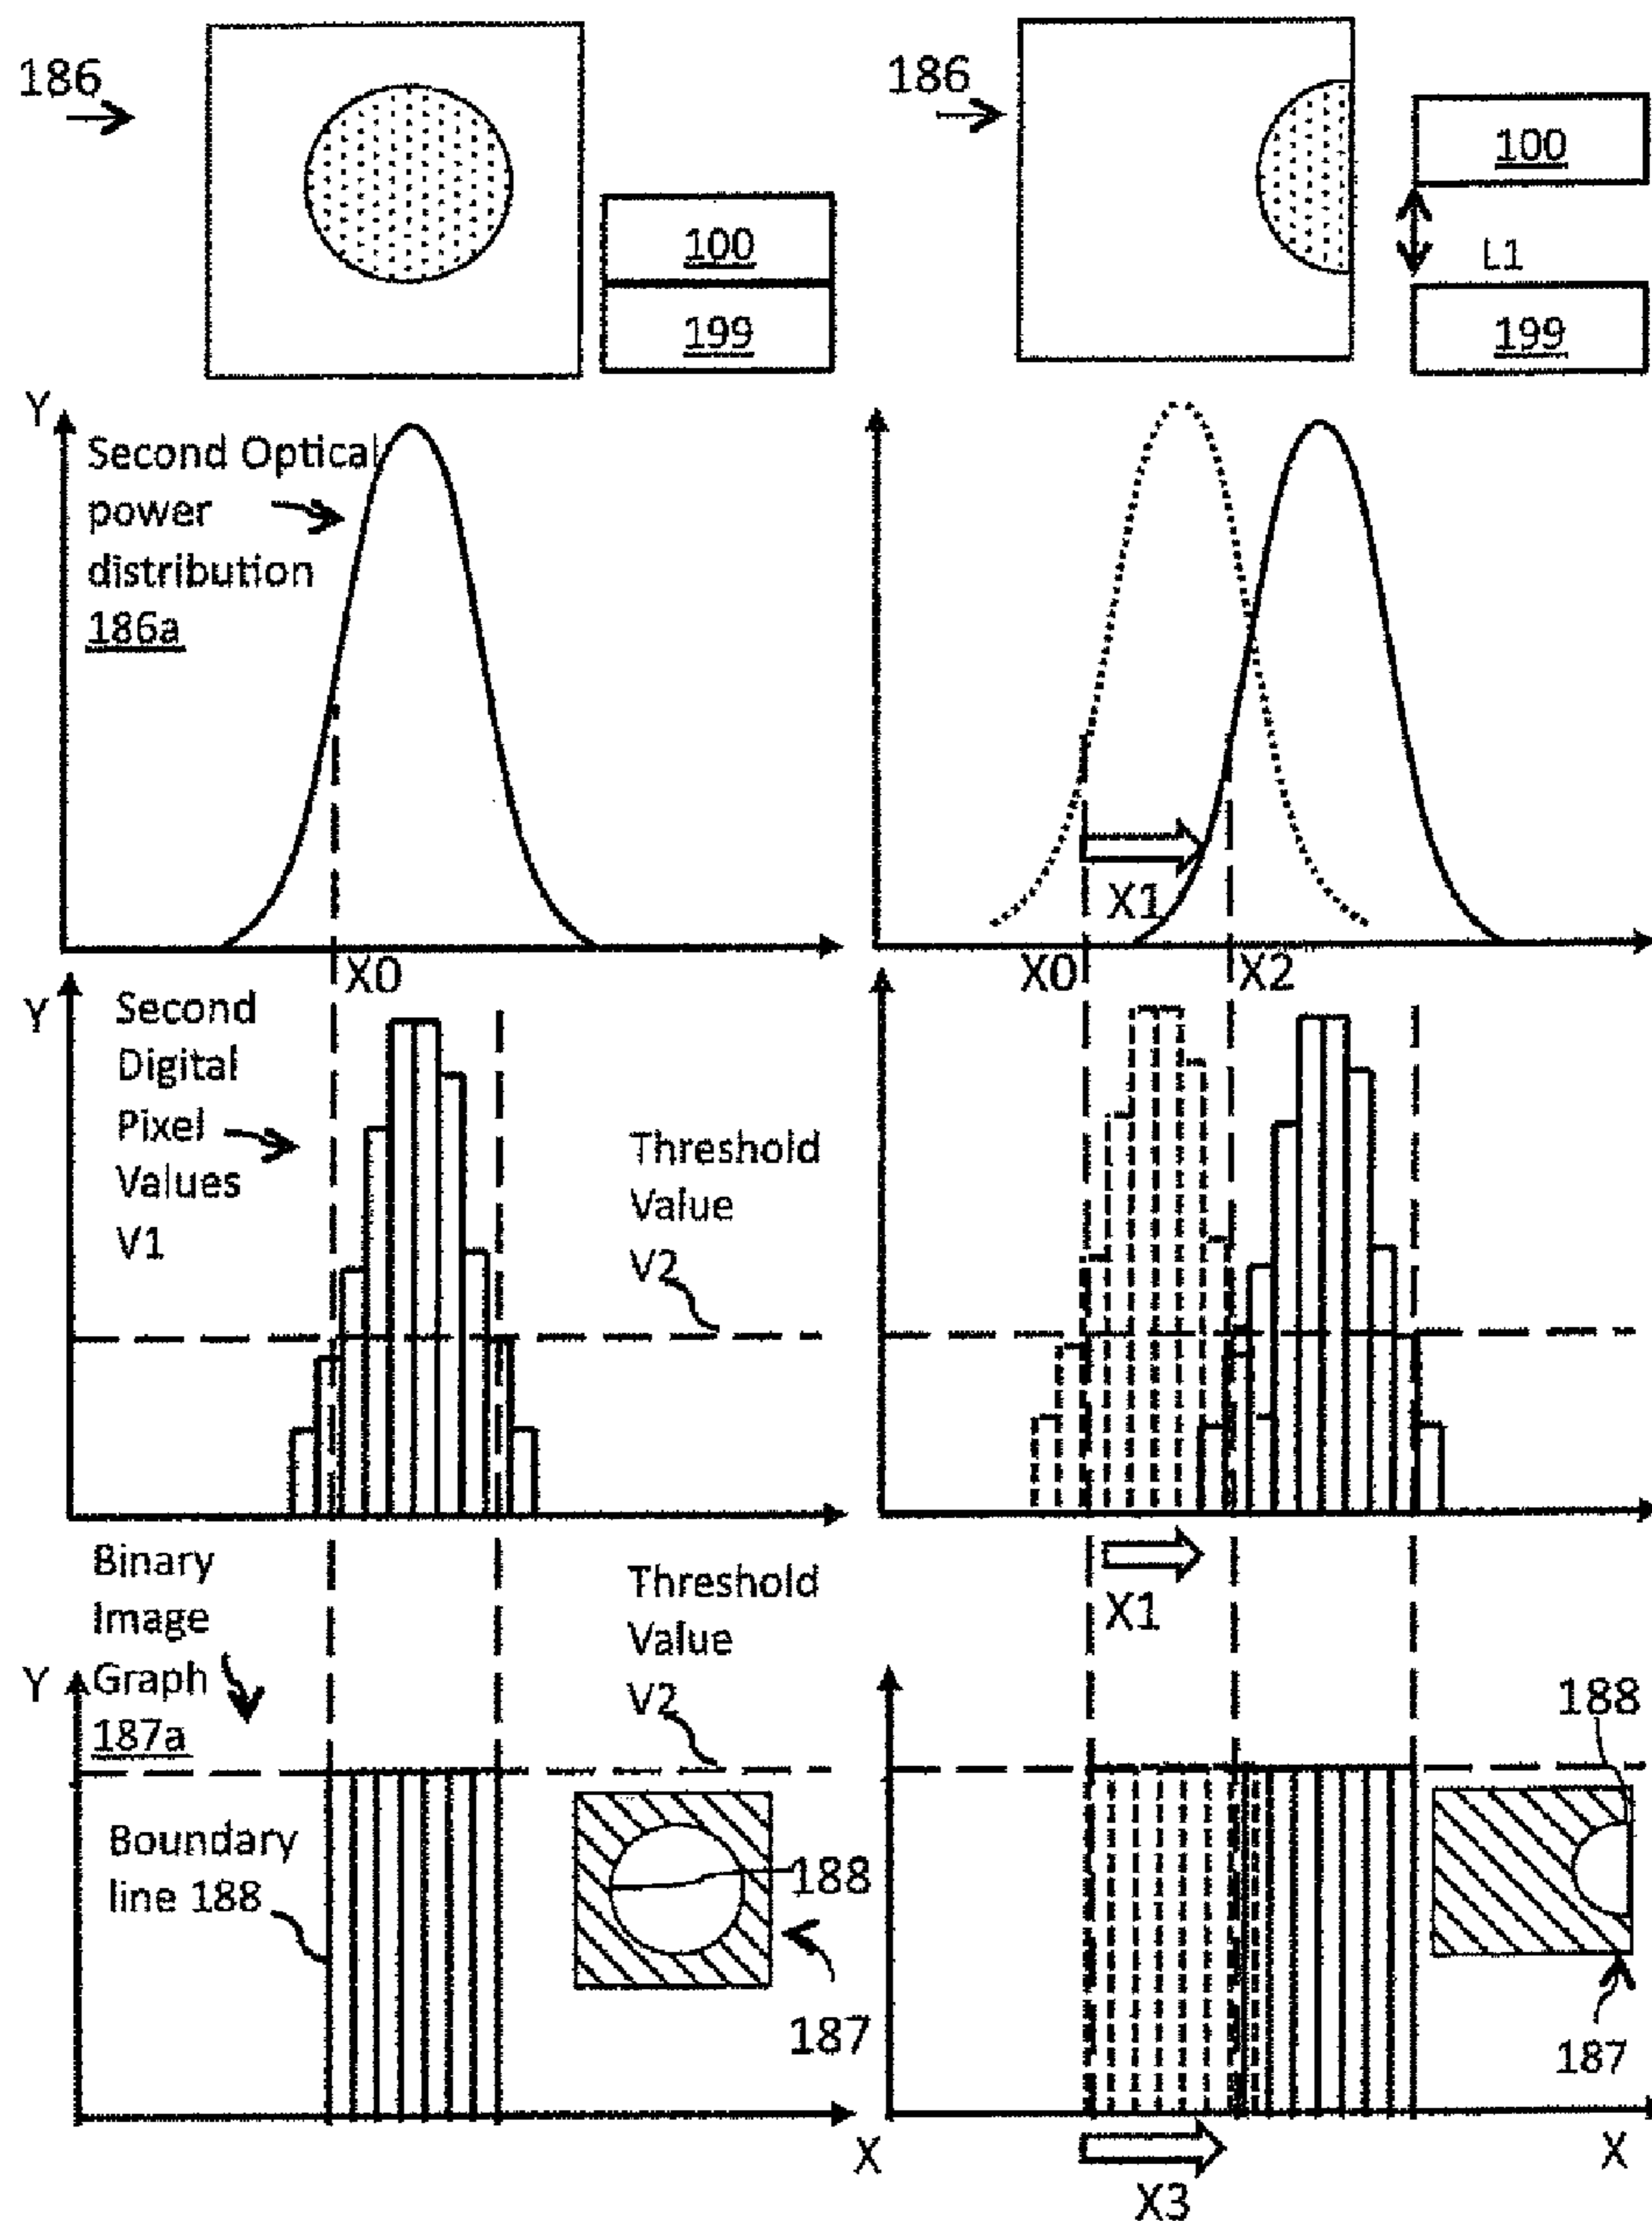 186
100
199
186
100
L1
199
Y
Second Optical
power
distribution
186a
X0
X1
X0
X2
Y
Second
Digital
Pixel
Values
V1
Threshold
Value
V2
X1
Binary
Image
Graph
187a
Y
Threshold
Value
V2
Boundary
line 188
188
187
X
188
187
X
X3